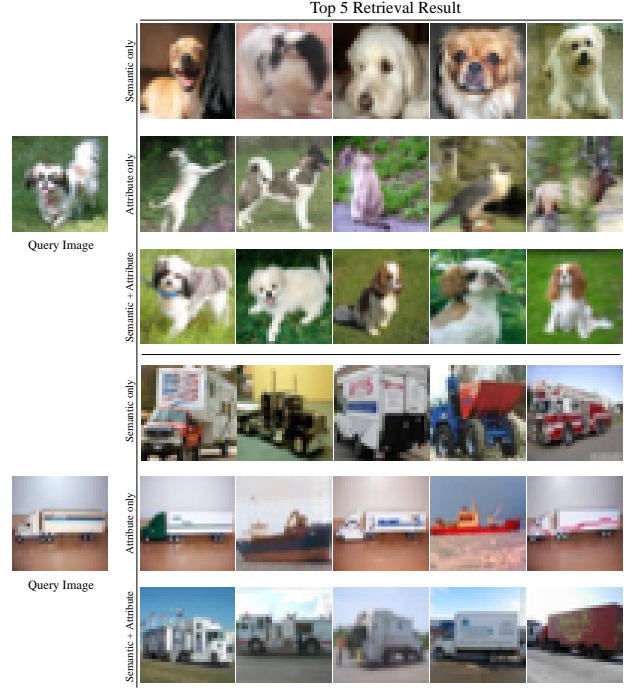 Top 5 Retrieval Result
Semantic only
Attribute only
Query Image
Semantic + Attribute
Semantic only
Attribute only
Query Image
Semantic + Attribute